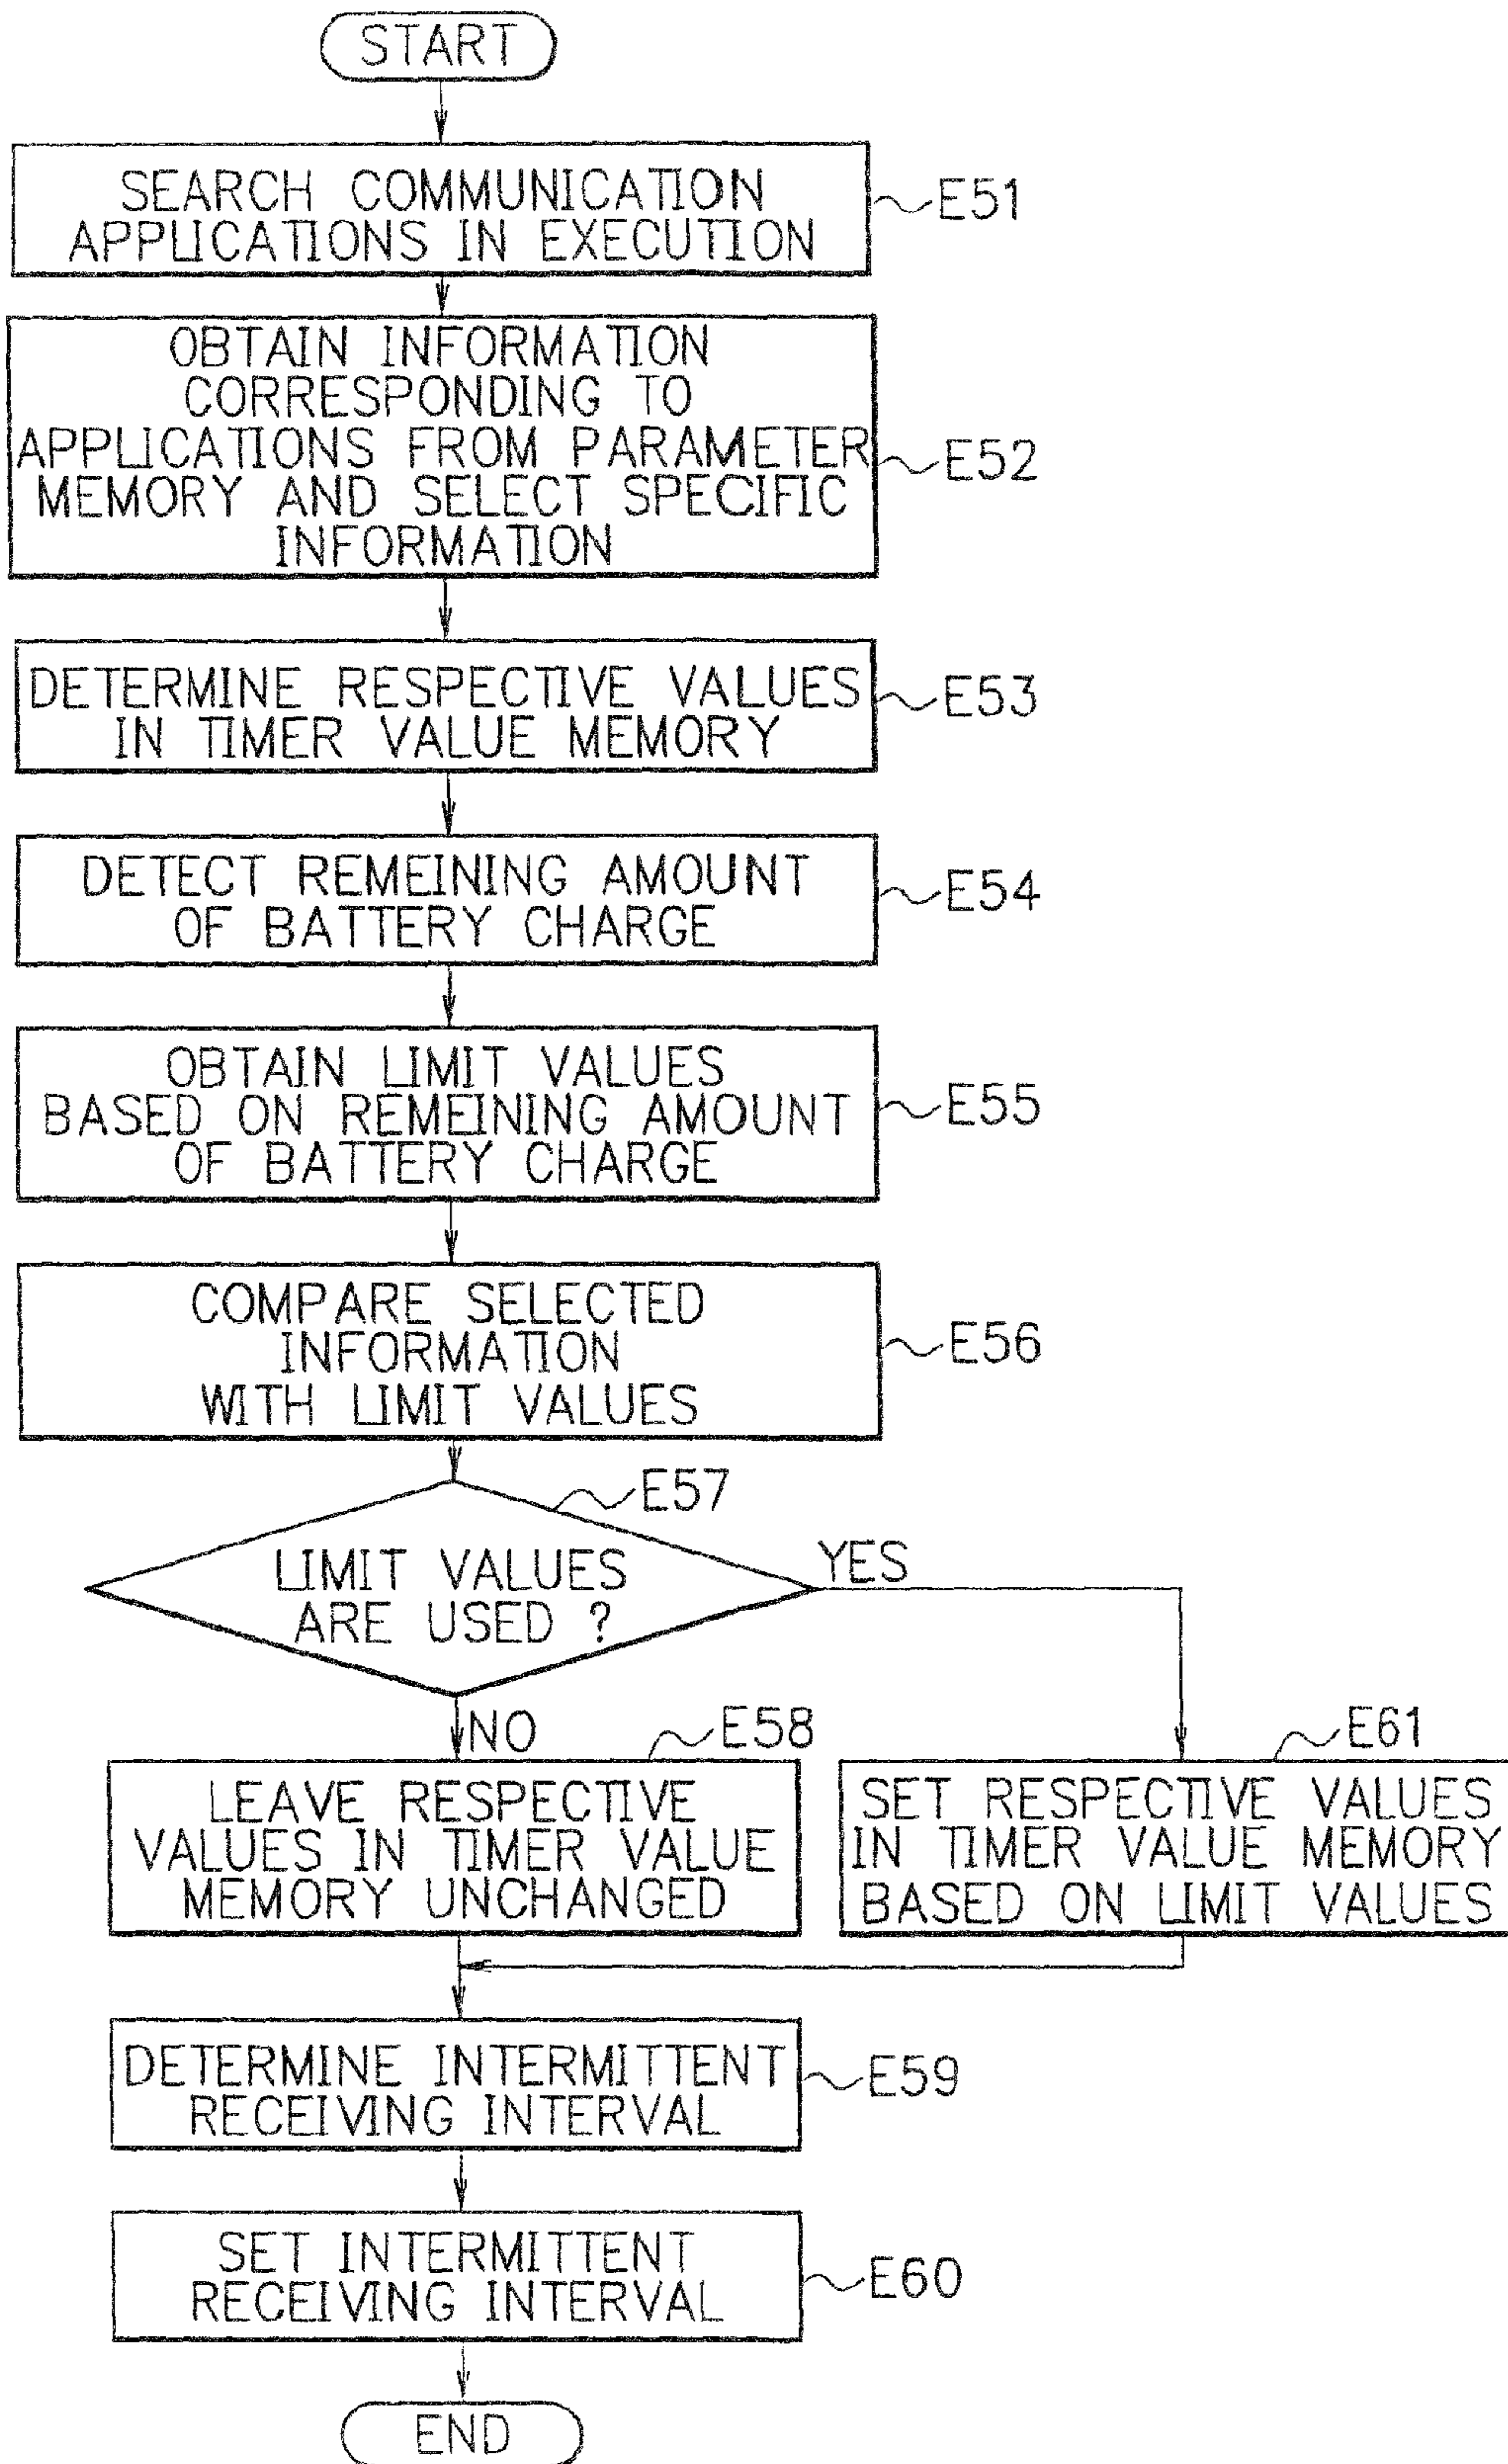 START
SEARCH COMMUNICATION
APPLICATIONS IN EXECUTION
E51
OBTAIN INFORMATION
CORRESPONDING TO
APPLICATIONS FROM PARAMETER
MEMORY AND SELECT SPECIFIC
INFORMATION
E52
DETERMINE RESPECTIVE VALUES
IN TIMER VALUE MEMORY
E53
DETECT REMEINING AMOUNT
OF BATTERY CHARGE
E54
OBTAIN LIMIT VALUES
BASED ON REMEINING AMOUNT
OF BATTERY CHARGE
E55
COMPARE SELECTED
INFORMATION
WITH LIMIT VALUES
E56
E57
LIMIT VALUES
ARE USED ?
YES
NO
E58
LEAVE RESPECTIVE
VALUES IN TIMER VALUE
MEMORY UNCHANGED
E61
SET RESPECTIVE VALUES
IN TIMER VALUE MEMORY
BASED ON LIMIT VALUES
DETERMINE INTERMITTENT
RECEIVING INTERVAL
E59
SET INTERMITTENT
RECEIVING INTERVAL
E60
END